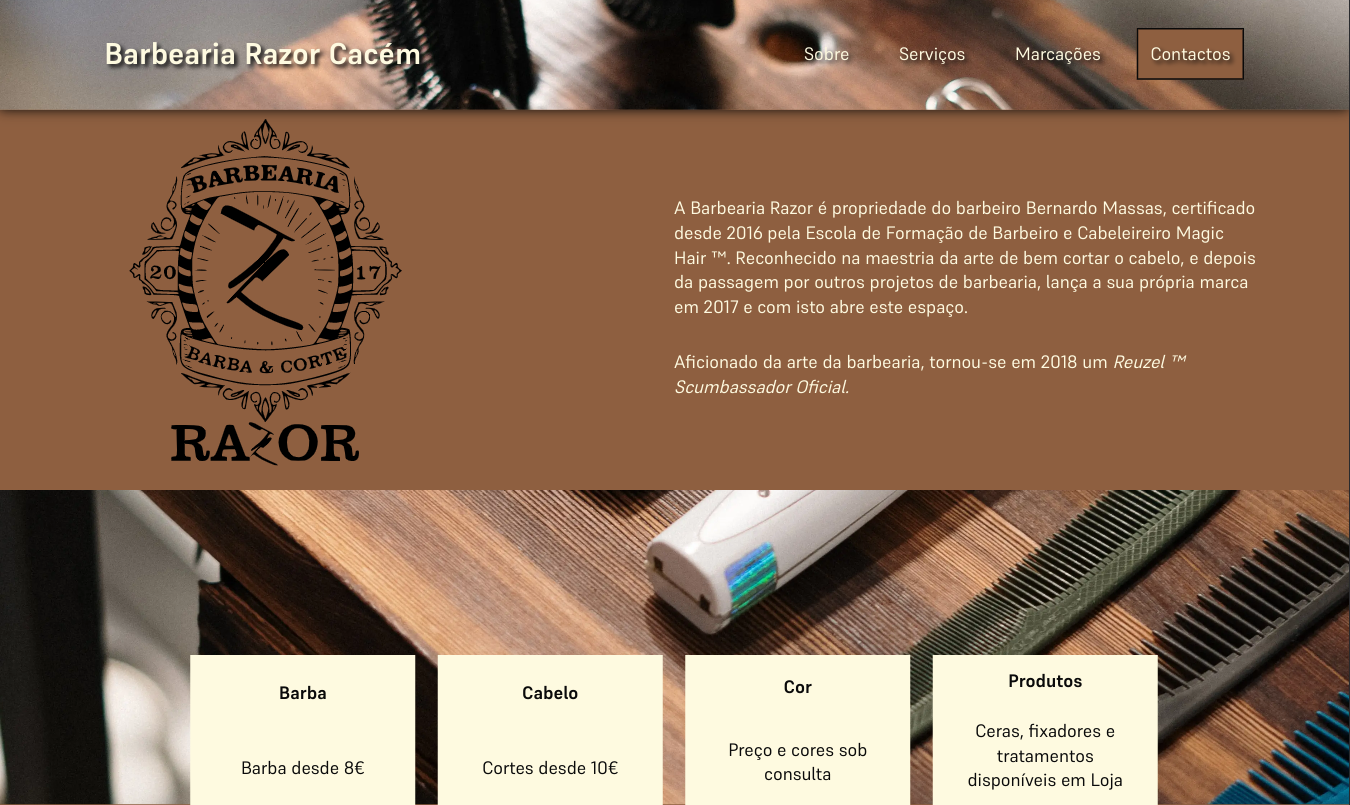 Barbearia Razor Cacém
Sobre
Serviços
Marcações
Contactos
BARBEARIA
20 17
BARBA & CORTE
RAZOR
A Barbearia Razor é propriedade do barbeiro Bernardo Massas, certificado
desde 2016 pela Escola de Formação de Barbeiro e Cabeleireiro Magic
Hair ™. Reconhecido na maestria da arte de bem cortar o cabelo, e depois
da passagem por outros projetos de barbearia, lança a sua própria marca
em 2017 e com isto abre este espaço.
Aficionado da arte da barbearia, tornou-se em 2018 um Reuzel ™
Scumbassador Oficial.
Barba
Barba desde 8€
Cabelo
Cortes desde 10€
Cor
Preço e cores sob
consulta
Produtos
Ceras, fixadores e
tratamentos
disponíveis em Loja